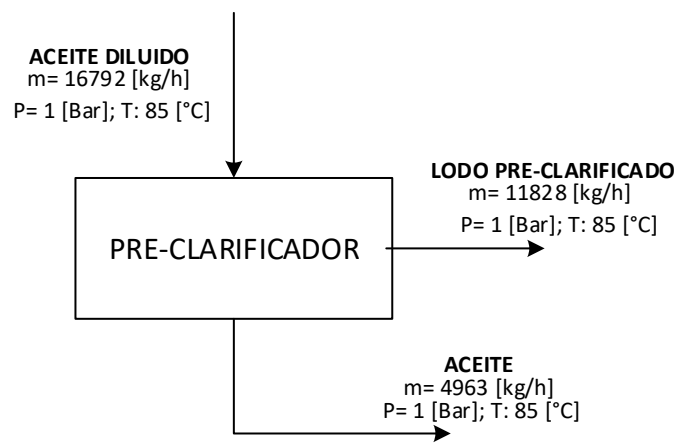 ACEITE DILUIDO
m= 16792 [kg/h]
P= 1 [Bar]; T: 85 [°C]
LODO PRE-CLARIFICADO
m= 11828 [kg/h]
P= 1 [Bar]; T: 85 [°C]
PRE-CLARIFICADOR
ACEITE
m= 4963 [kg/h]
P= 1 [Bar]; T: 85 [°C]